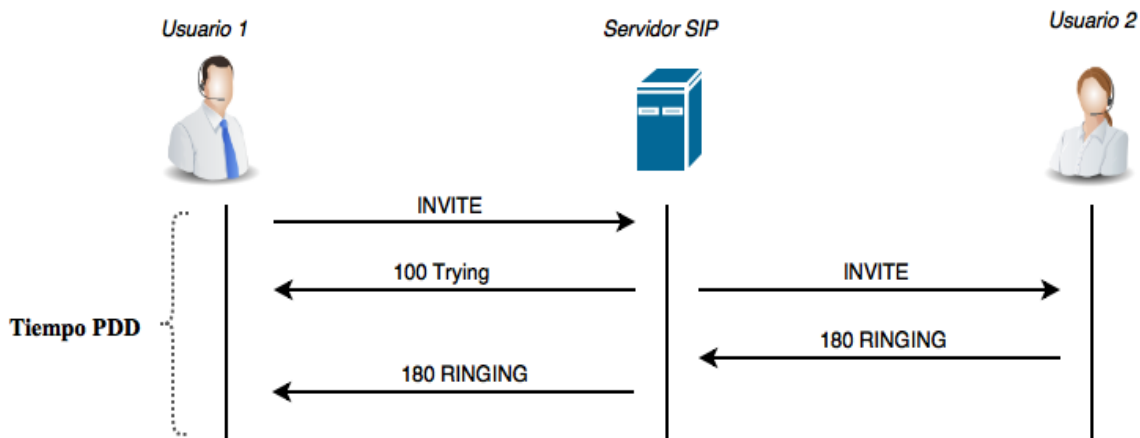 Usuario 1
Servidor SIP
Usuario 2
INVITE
100 Trying
INVITE
Tiempo PDD
180 RINGING
180 RINGING